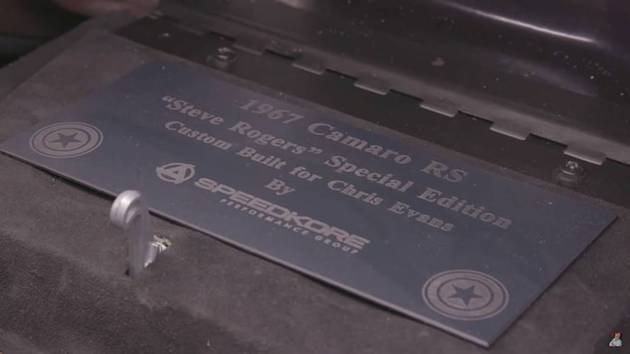 1967 Camaro RS
"Steve Rogers" Special Edition
Custom Built for Chris Evans
By
SPEEDKORE
PERFORMANCE GROUP